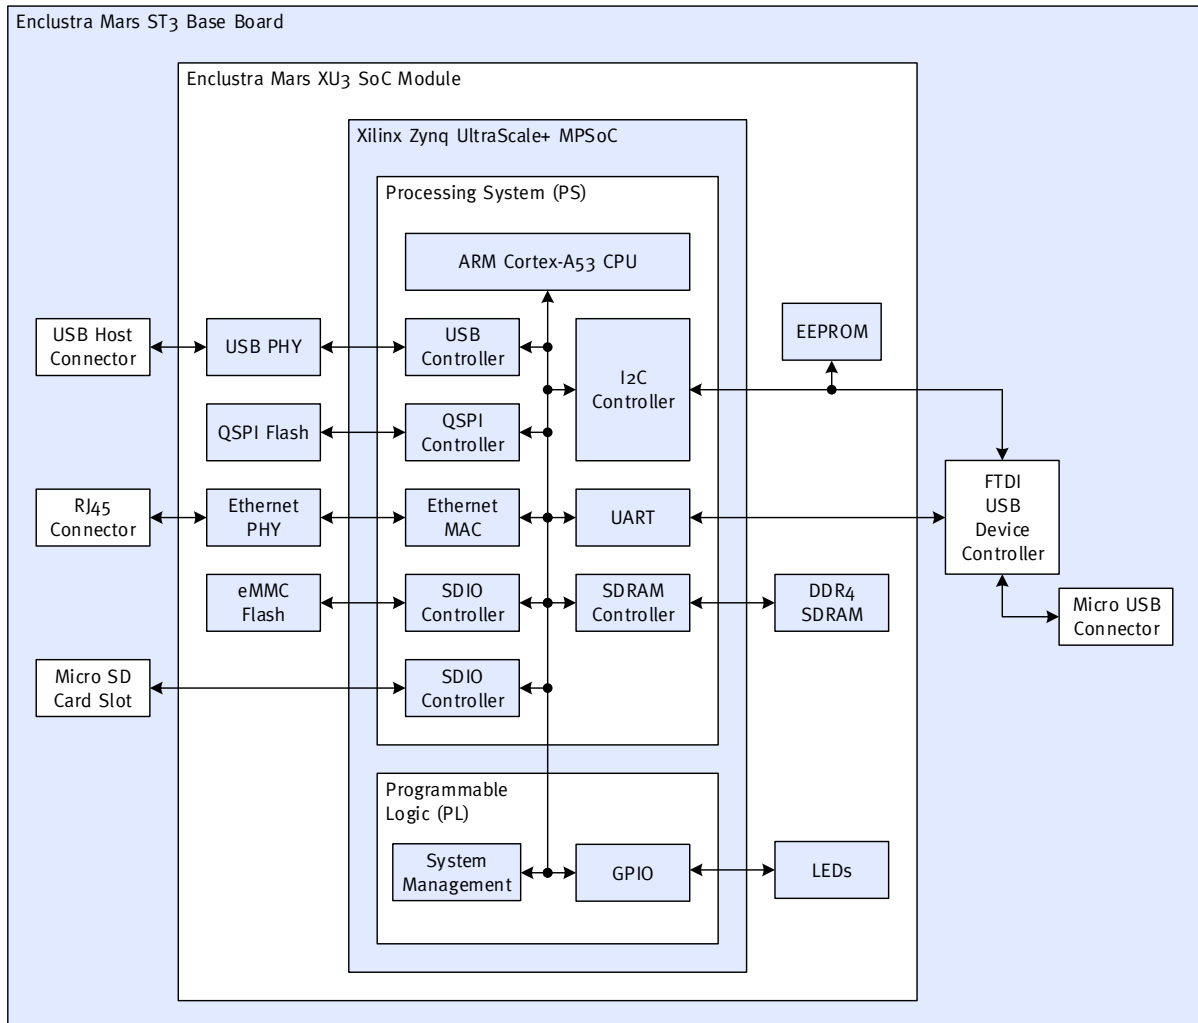 Enclustra Mars ST3 Base Board
Enclustra Mars XU3 SoC Module
Xilinx Zynq UltraScale+ MPSoC
Processing System (PS)
ARM Cortex-A53 CPU
USB Host
Connector
USB PHY
USB
Controller
I2C
Controller
EEPROM
QSPI Flash
QSPI
Controller
RJ45
Connector
Ethernet
PHY
Ethernet
MAC
UART
FTDI
USB
Device
Controller
eMMC
Flash
SDIO
Controller
SDRAM
Controller
DDR4
SDRAM
Micro USB
Connector
Micro SD
Card Slot
SDIO
Controller
Programmable
Logic (PL)
System
Management
GPIO
LEDs